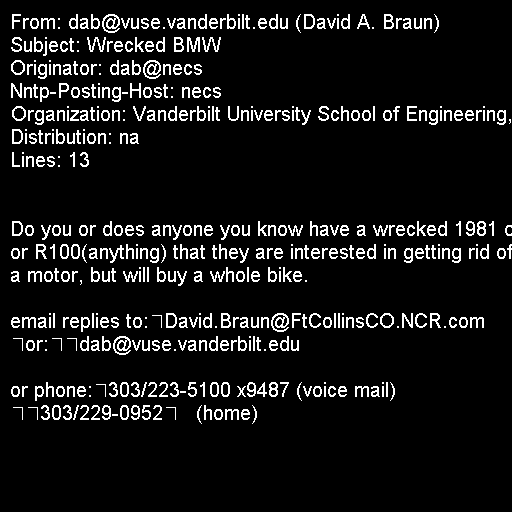 From: dab@vuse.vanderbilt.edu (David A. Braun)
Subject: Wrecked BMW
Originator: dab@necs
Nntp-Posting-Host: necs
Organization: Vanderbilt University School of Engineering,
Distribution: na
Lines: 13
Do you or does anyone you know have a wrecked 1981
or R100(anything) that they are interested in getting rid of
a motor, but will buy a whole bike.
email replies to: David.Braun@FtCollinsCO.NCR.com
or: dab@vuse.vanderbilt.edu
or phone: 303/223-5100 x9487 (voice mail)
303/229-0952 (home)